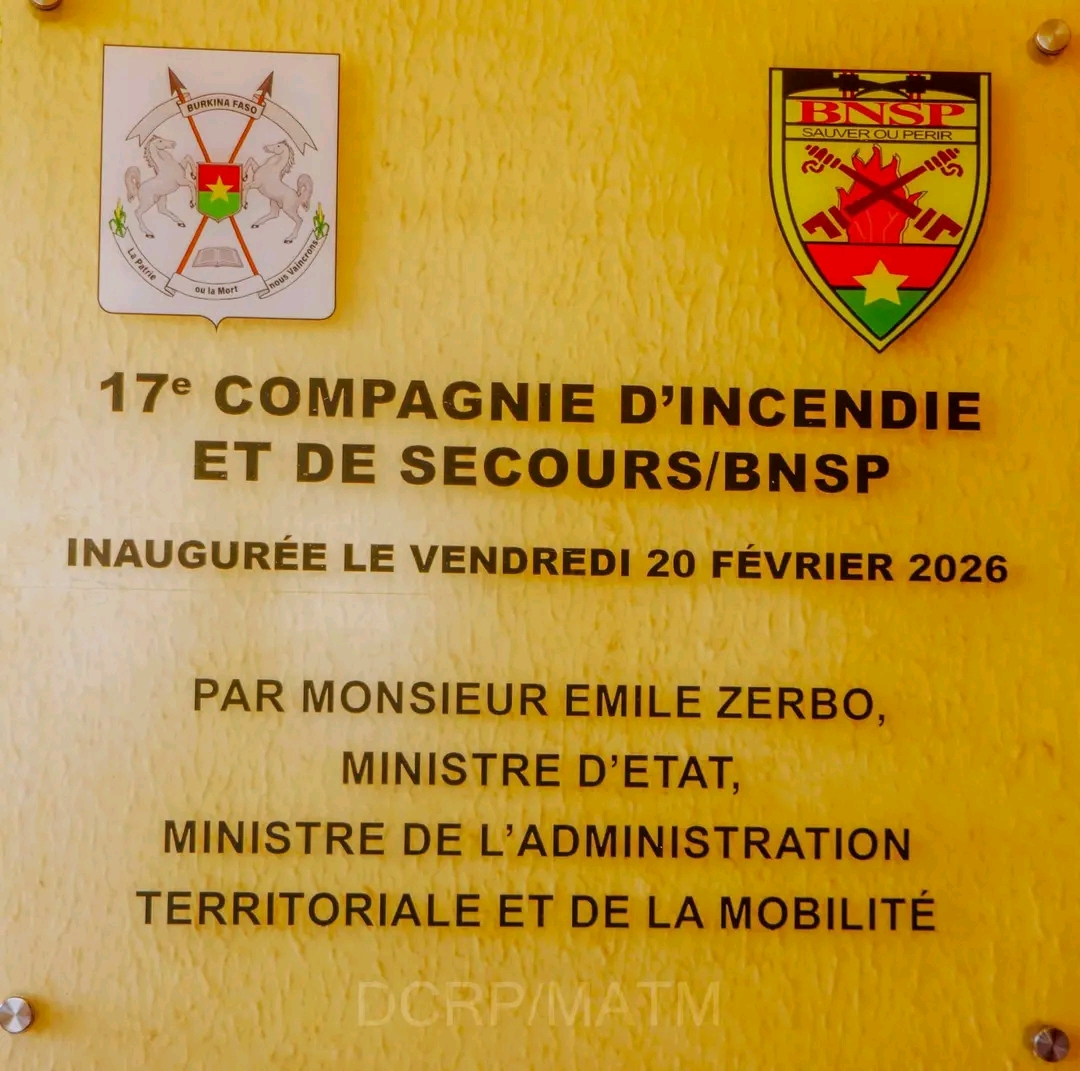 BURKINA FASO
La Patrie
ou la Mort
nous Vaincrons
BNSP
SAUVER OU PERIR
17e COMPAGNIE D'INCENDIE
ET DE SECOURS/BNSP
INAUGURÉE LE VENDREDI 20 FÉVRIER 2026
PAR MONSIEUR EMILE ZERBO,
MINISTRE D'ETAT,
MINISTRE DE L'ADMINISTRATION
TERRITORIALE ET DE LA MOBILITÉ
DCRP/MATM